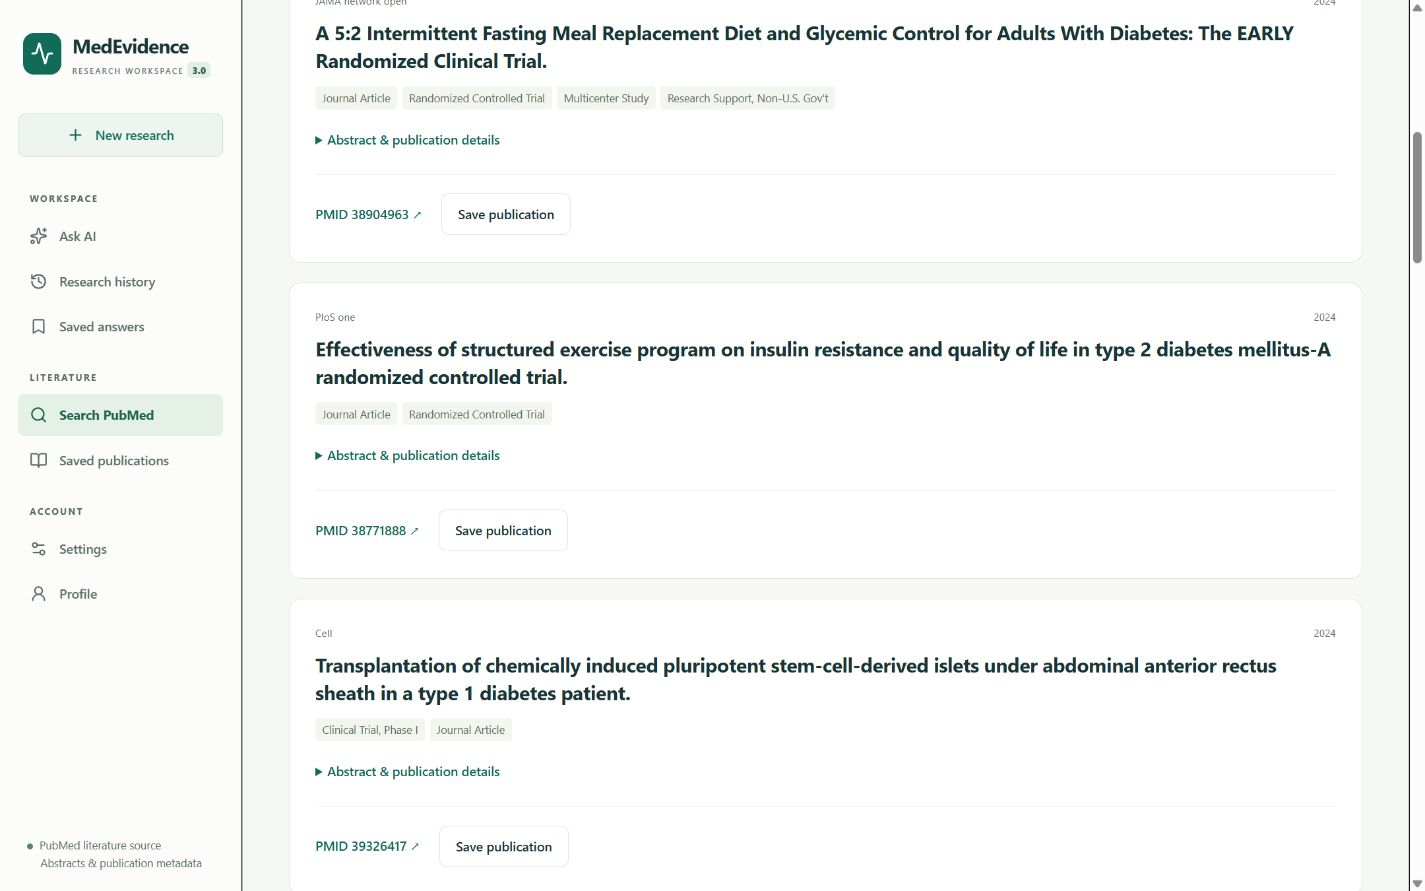 MedEvidence
RESEARCH WORKSPACE 3.0
New research
WORKSPACE
Ask AI
Research history
Saved answers
LITERATURE
Search PubMed
Saved publications
ACCOUNT
Settings
Profile
PubMed literature source
Abstracts & publication metadata
JAMA network open 2024
A 5:2 Intermittent Fasting Meal Replacement Diet and Glycemic Control for Adults With Diabetes: The EARLY
Randomized Clinical Trial.
Journal Article Randomized Controlled Trial Multicenter Study Research Support, Non-U.S. Gov't
Abstract & publication details
PMID 38904963 ↗ Save publication
PloS one 2024
Effectiveness of structured exercise program on insulin resistance and quality of life in type 2 diabetes mellitus-A
randomized controlled trial.
Journal Article Randomized Controlled Trial
Abstract & publication details
PMID 38771888 ↗ Save publication
Cell 2024
Transplantation of chemically induced pluripotent stem-cell-derived islets under abdominal anterior rectus
sheath in a type 1 diabetes patient.
Clinical Trial, Phase I Journal Article
Abstract & publication details
PMID 39326417 ↗ Save publication